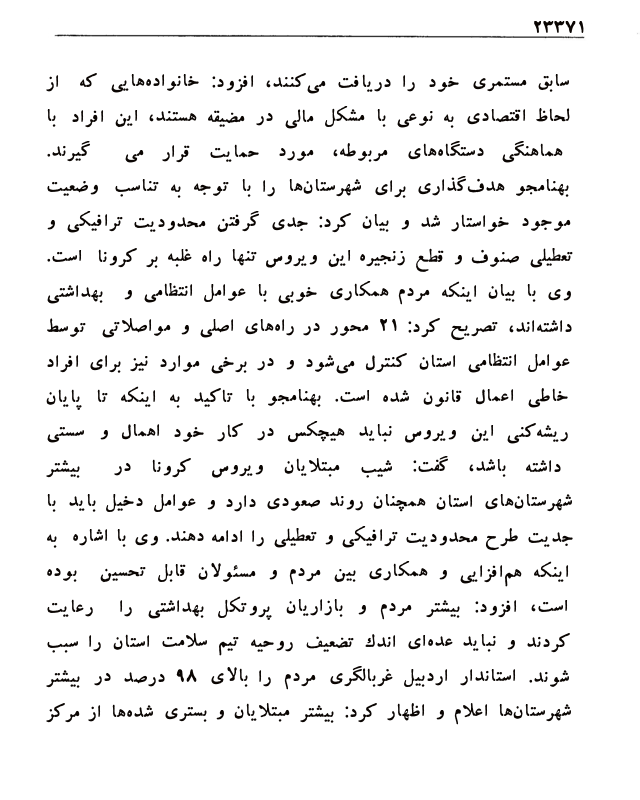 ۲۳۳۷۱
سابق مستمری خود را دریافت می‌کنند، افزود: خانواده‌هایی که از
لحاظ اقتصادی به نوعی با مشکل مالی در مضیقه هستند، این افراد با
هماهنگی دستگاه‌های مربوطه، مورد حمایت قرار می گیرند.
بهنامجو هدف‌گذاری برای شهرستان‌ها را با توجه به تناسب وضعیت
موجود خواستار شد و بیان کرد: جدی گرفتن محدودیت ترافیکی و
تعطیلی صنوف و قطع زنجیره این ویروس تنها راه غلبه بر کرونا است.
وی با بیان اینکه مردم همکاری خوبی با عوامل انتظامی و بهداشتی
داشته‌اند، تصریح کرد: ۲۱ محور در راه‌های اصلی و مواصلاتی توسط
عوامل انتظامی استان کنترل می‌شود و در برخی موارد نیز برای افراد
خاطی اعمال قانون شده است. بهنامجو با تاکید به اینکه تا پایان
ریشه‌کنی این ویروس نباید هیچکس در کار خود اهمال و سستی
داشته باشد، گفت: شیب مبتلایان ویروس کرونا در بیشتر
شهرستان‌های استان همچنان روند صعودی دارد و عوامل دخیل باید با
جدیت طرح محدودیت ترافیکی و تعطیلی را ادامه دهند. وی با اشاره به
اینکه هم‌افزایی و همکاری بین مردم و مسئولان قابل تحسین بوده
است، افزود: بیشتر مردم و بازاریان پروتکل بهداشتی را رعایت
کردند و نباید عده‌ای اندك تضعیف روحیه تیم سلامت استان را سبب
شوند. استاندار اردبیل غربالگری مردم را بالای ۹۸ درصد در بیشتر
شهرستان‌ها اعلام و اظهار کرد: بیشتر مبتلایان و بستری شده‌ها از مرکز